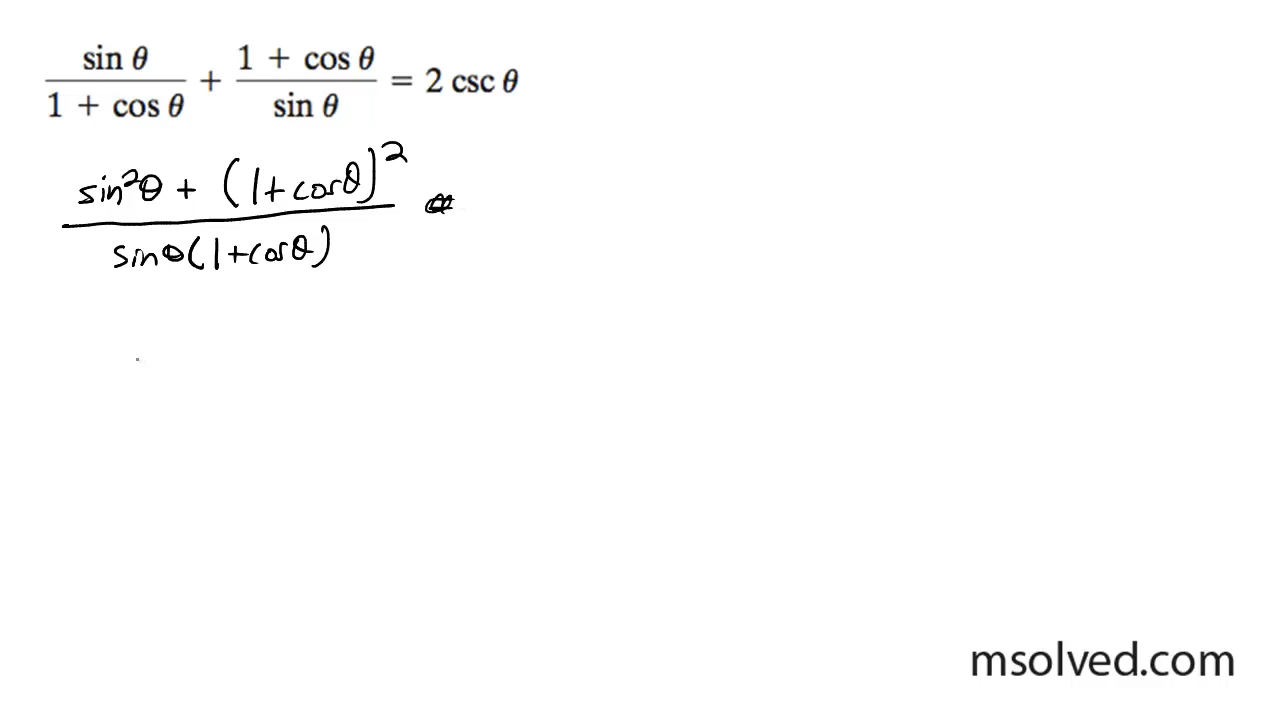 sin θ / 1 + cos θ + 1 + cos θ / sin θ = 2 csc θ
sin²θ + (1+cosθ)² / sinθ(1+cosθ)
msolved.com